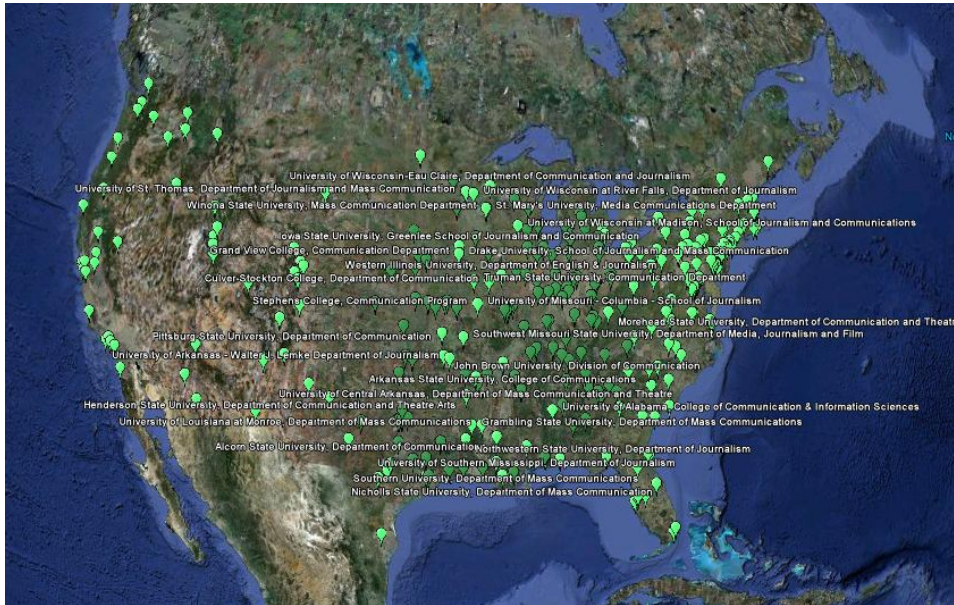 N
University of Wisconsin-Eau Claire, Department of Communication and Journalism
University of St. Thomas, Department of Journalism and Mass Communication
University of Wisconsin at River Falls, Department of Journalism
Winona State University, Mass Communication Department
St. Mary's University, Media Communications Department
University of Wisconsin at Madison, School of Journalism and Communications
Iowa State University, Greenlee School of Journalism and Communication
Grand View College, Communication Department
Drake University, School of Journalism and Mass Communication
Western Illinois University, Department of English & Journalism
Culver-Stockton College, Department of Communication
Truman State University, Communication Department
Stephens College, Communication Program
University of Missouri - Columbia - School of Journalism
Morehead State University, Department of Communication and Theatr
Pittsburg State University, Department of Communication
Southwest Missouri State University, Department of Media, Journalism and Film
University of Arkansas - Walter J. Lemke Department of Journalism
John Brown University, Division of Communication
Arkansas State University, College of Communications
University of Central Arkansas, Department of Mass Communication and Theatre
Henderson State University, Department of Communication and Theatre Arts
University of Alabama, College of Communication & Information Sciences
University of Louisiana at Monroe, Department of Mass Communications
Grambling State University, Department of Mass Communications
Alcorn State University, Department of Communication
Northwestern State University, Department of Journalism
University of Southern Mississippi, Department of Journalism
Southern University, Department of Mass Communications
Nicholls State University, Department of Mass Communication